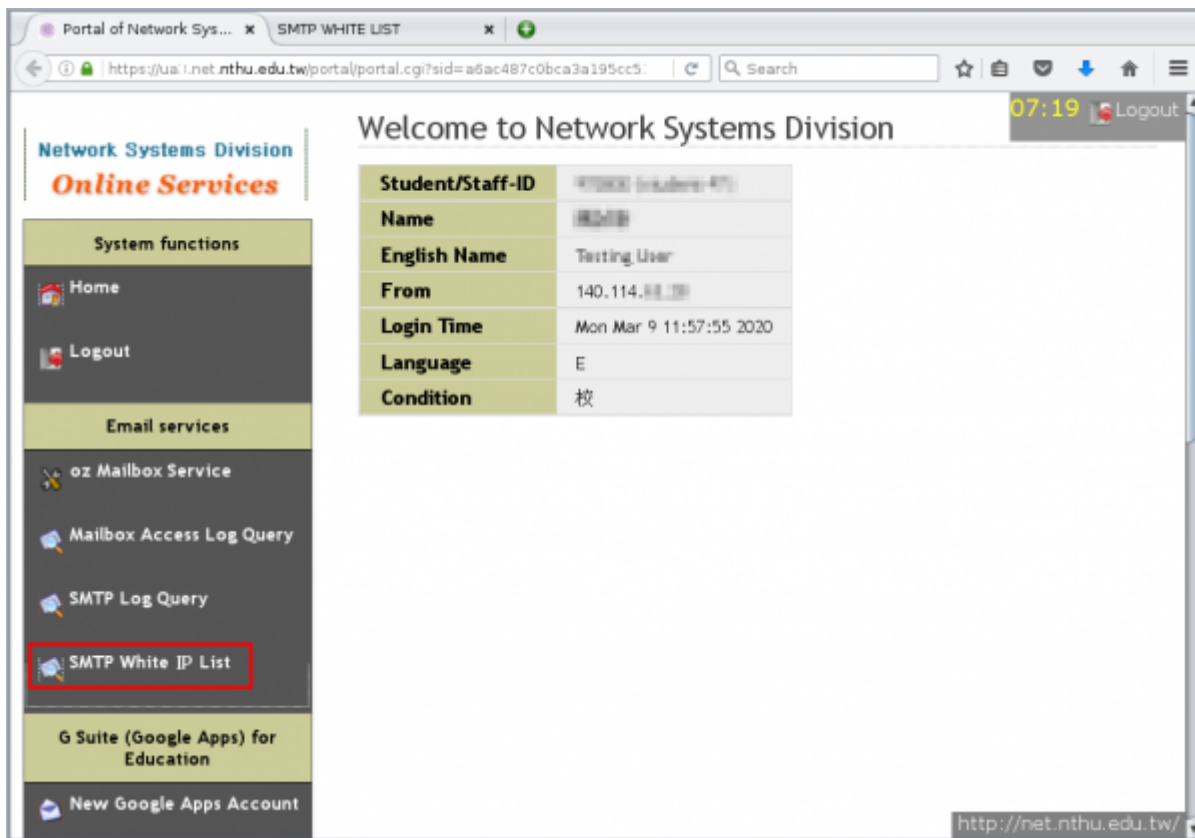 Portal of Network Sys...
SMTP WHITE LIST
.net.nthu.edu.tw/portal/portal.cgi?sid=a6ac487c0bca3a195cc5
Search
07:19 Logout
Network Systems Division
Online Services
System functions
Home
Logout
Email services
oz Mailbox Service
Mailbox Access Log Query
SMTP Log Query
SMTP White IP List
G Suite (Google Apps) for
Education
New Google Apps Account
Welcome to Network Systems Division
Student/Staff-ID
Name
English Name Testing User
From 140.114.
Login Time Mon Mar 9 11:57:55 2020
Language E
Condition 校
http://net.nthu.edu.tw/